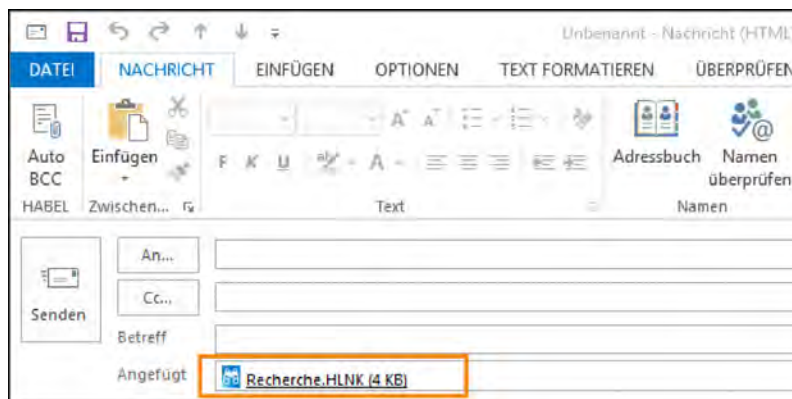 Unbenannt - Nachricht (HTML)
DATEI NACHRICHT EINFÜGEN OPTIONEN TEXT FORMATIEREN ÜBERPRÜFEN
Auto BCC
Einfügen
F K U
A A
A
Adressbuch
Namen überprüfen
HABEL Zwischen... Text Namen
Senden
An...
Cc...
Betreff
Angefügt Recherche.HLNK (4 KB)